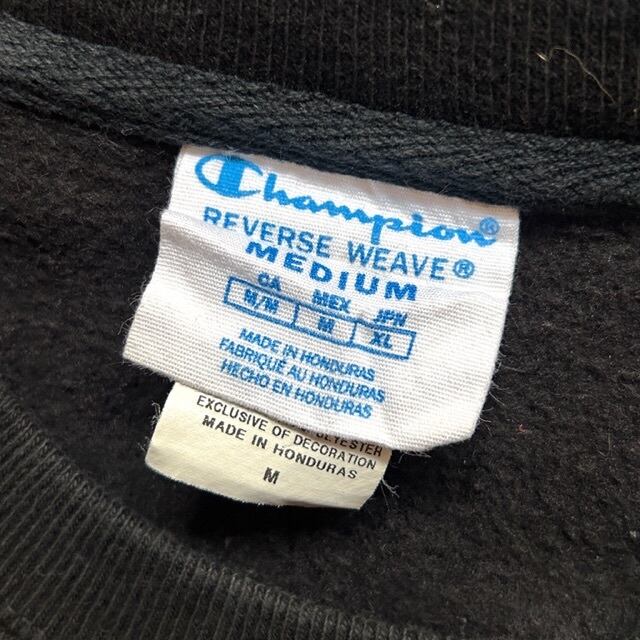 Champion®
REVERSE WEAVE®
MEDIUM
CA MEX JPN
M/M M XL
MADE IN HONDURAS
FABRIQUE AU HONDURAS
HECHO EN HONDURAS
EXCLUSIVE OF DECORATION
MADE IN HONDURAS
M